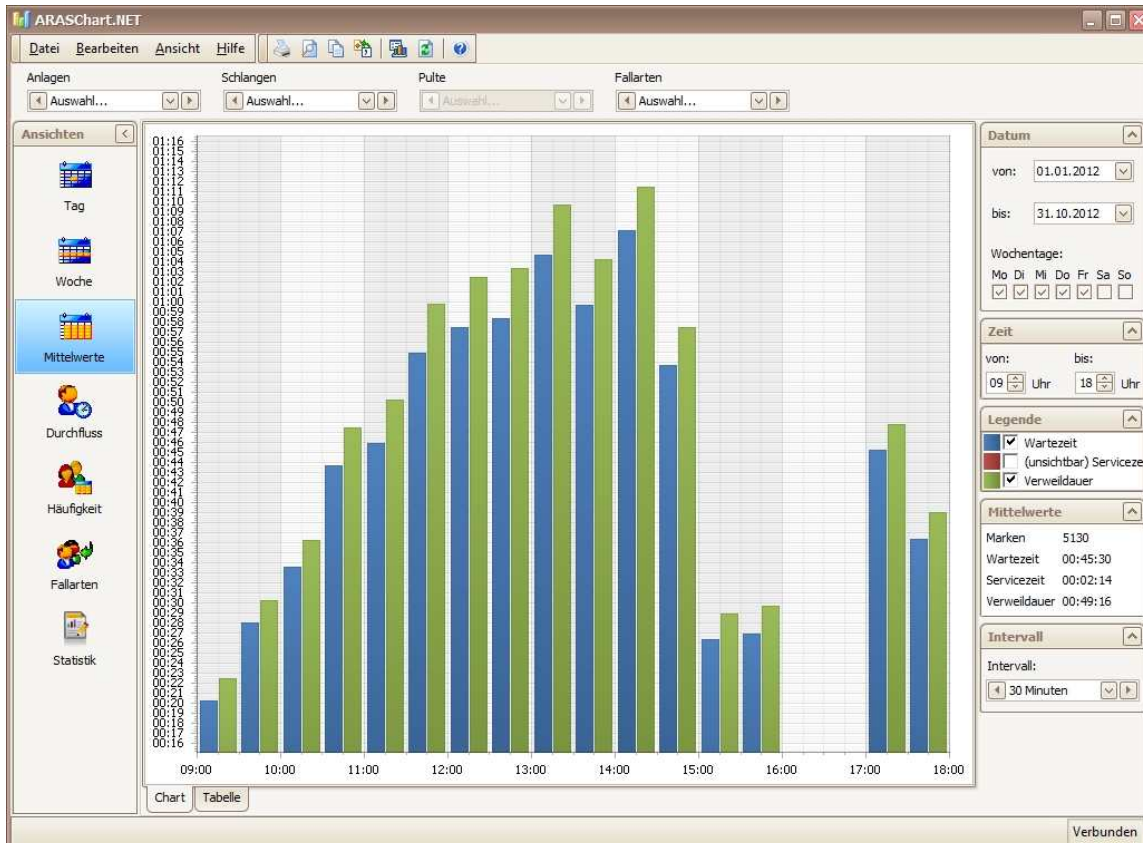 ARASChart.NET
Datei Bearbeiten Ansicht Hilfe
Anlagen Schlangen Pulte Fallarten
Auswahl... Auswahl... Auswahl... Auswahl...
Ansichten
Tag
Woche
Mittelwerte
Durchfluss
Häufigkeit
Fallarten
Statistik
01:16
01:15
01:14
01:13
01:12
01:11
01:10
01:09
01:08
01:07
01:06
01:05
01:04
01:03
01:02
01:01
01:00
00:59
00:58
00:57
00:56
00:55
00:54
00:53
00:52
00:51
00:50
00:49
00:48
00:47
00:46
00:45
00:44
00:43
00:42
00:41
00:40
00:39
00:38
00:37
00:36
00:35
00:34
00:33
00:32
00:31
00:30
00:29
00:28
00:27
00:26
00:25
00:24
00:23
00:22
00:21
00:20
00:19
00:18
00:17
00:16
09:00 10:00 11:00 12:00 13:00 14:00 15:00 16:00 17:00 18:00
Chart Tabelle
Datum
von: 01.01.2012
bis: 31.10.2012
Wochentage:
Mo Di Mi Do Fr Sa So
Zeit
von: bis:
09 Uhr 18 Uhr
Legende
Wartezeit
(unsichtbar) Serviceze
Verweildauer
Mittelwerte
Marken 5130
Wartezeit 00:45:30
Servicezeit 00:02:14
Verweildauer 00:49:16
Intervall
Intervall:
30 Minuten
Verbunden